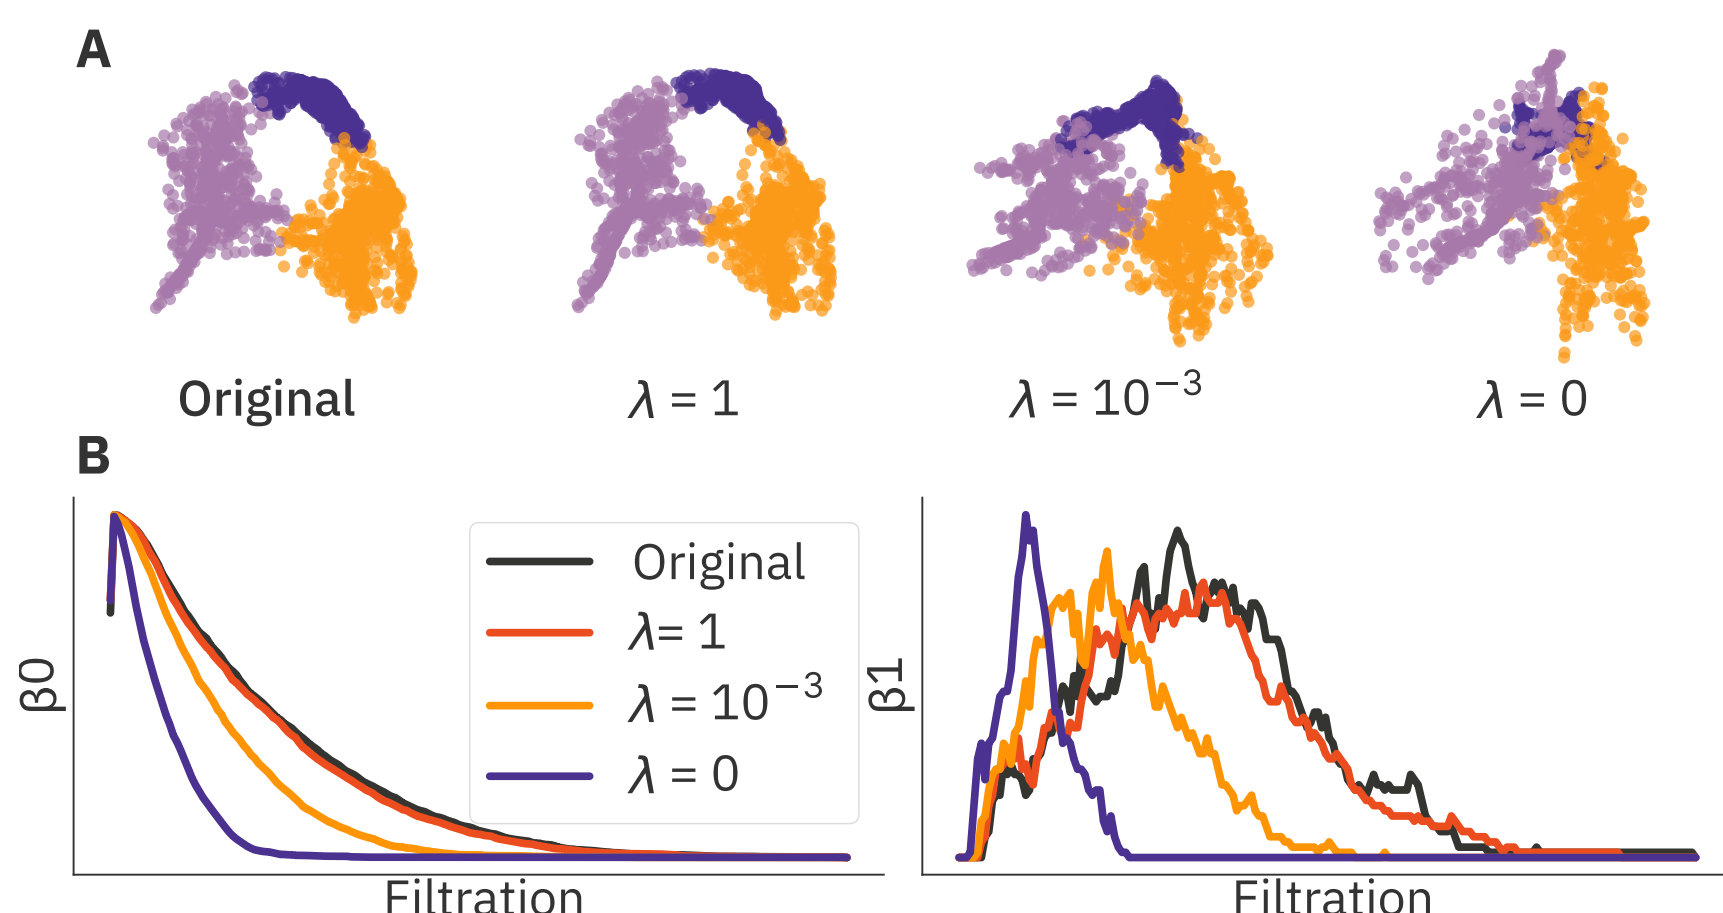 A
Original
λ = 1
λ = 10⁻³
λ = 0
B
β0
Original
λ= 1
λ = 10⁻³
λ = 0
Filtration
β1
Filtration